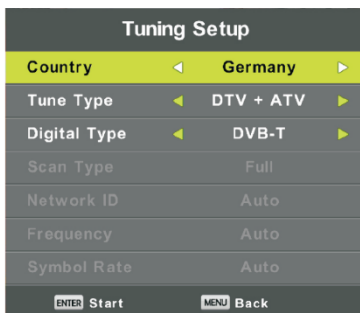 Tuning Setup
Country Germany
Tune Type DTV + ATV
Digital Type DVB-T
Scan Type Full
Network ID Auto
Frequency Auto
Symbol Rate Auto
ENTER Start MENU Back